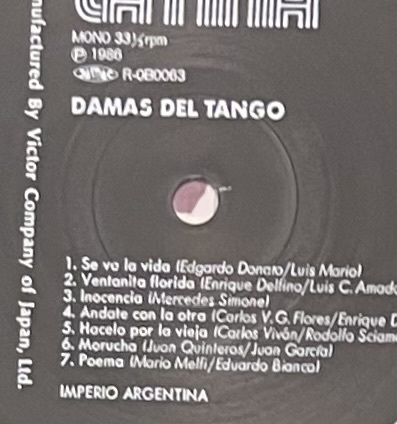 MONO 33⅓rpm
Ⓟ 1986
R-080063
DAMAS DEL TANGO
1. Se va la vida (Edgardo Donato/Luis Mario)
2. Ventanita florida (Enrique Delfino/Luis C. Amado
3. Inocencia (Mercedes Simone)
4. Andate con la otra (Carlos V.G. Flores/Enrique D
5. Hacelo por la vieja (Carlos Viván/Rodolfo Sciam
6. Morucha (Juan Quinteros/Juan García)
7. Poema (Mario Melfi/Eduardo Bianco)
IMPERIO ARGENTINA
nufactured By Victor Company of Japan, Ltd.